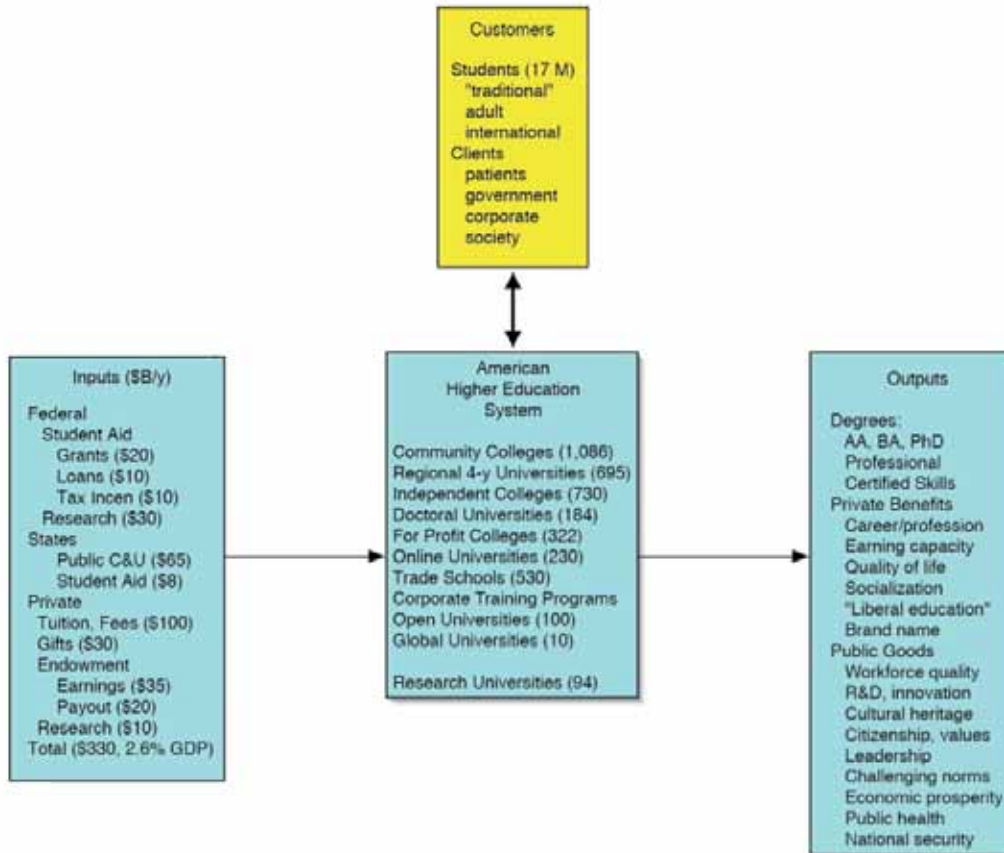 Customers
Students (17 M)
"traditional"
adult
international
Clients
patients
government
corporate
society
Inputs ($B/y)
Federal
Student Aid
Grants ($20)
Loans ($10)
Tax Incen ($10)
Research ($30)
States
Public C&U ($65)
Student Aid ($8)
Private
Tuition, Fees ($100)
Gifts ($30)
Endowment
Earnings ($35)
Payout ($20)
Research ($10)
Total ($330, 2.6% GDP)
American
Higher Education
System
Community Colleges (1,086)
Regional 4-y Universities (695)
Independent Colleges (730)
Doctoral Universities (184)
For Profit Colleges (322)
Online Universities (230)
Trade Schools (530)
Corporate Training Programs
Open Universities (100)
Global Universities (10)
Research Universities (94)
Outputs
Degrees:
AA, BA, PhD
Professional
Certified Skills
Private Benefits
Career/profession
Earning capacity
Quality of life
Socialization
"Liberal education"
Brand name
Public Goods
Workforce quality
R&D, innovation
Cultural heritage
Citizenship, values
Leadership
Challenging norms
Economic prosperity
Public health
National security